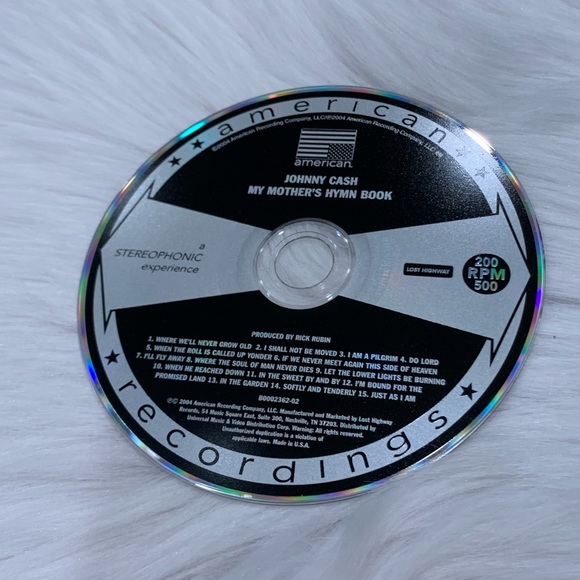 american
©2004 American Recording Company, LLC/℗2004 American Recording Company, LLC
american.
JOHNNY CASH
MY MOTHER'S HYMN BOOK
a
STEREOPHONIC
experience
LOST HIGHWAY
200
RPM
500
PRODUCED BY RICK RUBIN
1. WHERE WE'LL NEVER GROW OLD 2. I SHALL NOT BE MOVED 3. I AM A PILGRIM 4. DO LORD
5. WHEN THE ROLL IS CALLED UP YONDER 6. IF WE NEVER MEET AGAIN THIS SIDE OF HEAVEN
7. I'LL FLY AWAY 8. WHERE THE SOUL OF MAN NEVER DIES 9. LET THE LOWER LIGHTS BE BURNING
10. WHEN HE REACHED DOWN 11. IN THE SWEET BY AND BY 12. I'M BOUND FOR THE
PROMISED LAND 13. IN THE GARDEN 14. SOFTLY AND TENDERLY 15. JUST AS I AM
B0002362-02
℗© 2004 American Recording Company, LLC. Manufactured and Marketed by Lost Highway
Records, 54 Music Square East, Suite 300, Nashville, TN 37203. Distributed by
Universal Music & Video Distribution Corp. Warning: All rights reserved.
Unauthorized duplication is a violation of
applicable laws. Made in U.S.A.
recordings